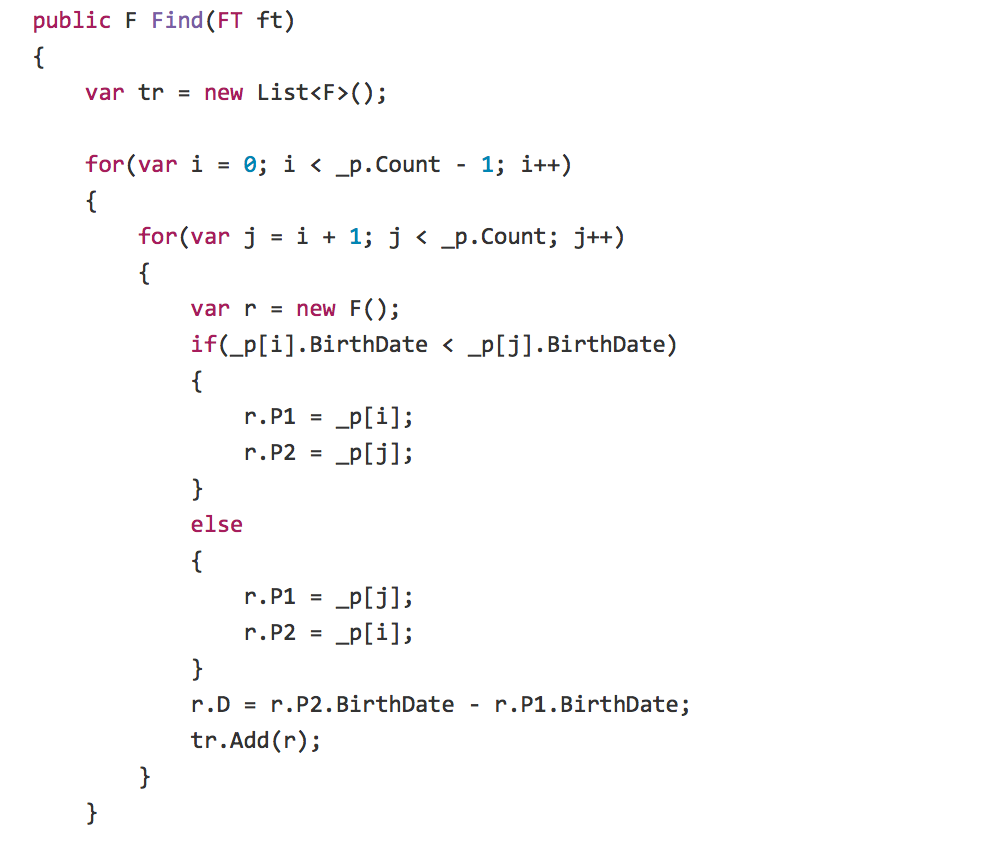 public F Find(FT ft)
{
    var tr = new List<F>();

    for(var i = 0; i < _p.Count - 1; i++)
    {
        for(var j = i + 1; j < _p.Count; j++)
        {
            var r = new F();
            if(_p[i].BirthDate < _p[j].BirthDate)
            {
                r.P1 = _p[i];
                r.P2 = _p[j];
            }
            else
            {
                r.P1 = _p[j];
                r.P2 = _p[i];
            }
            r.D = r.P2.BirthDate - r.P1.BirthDate;
            tr.Add(r);
        }
    }